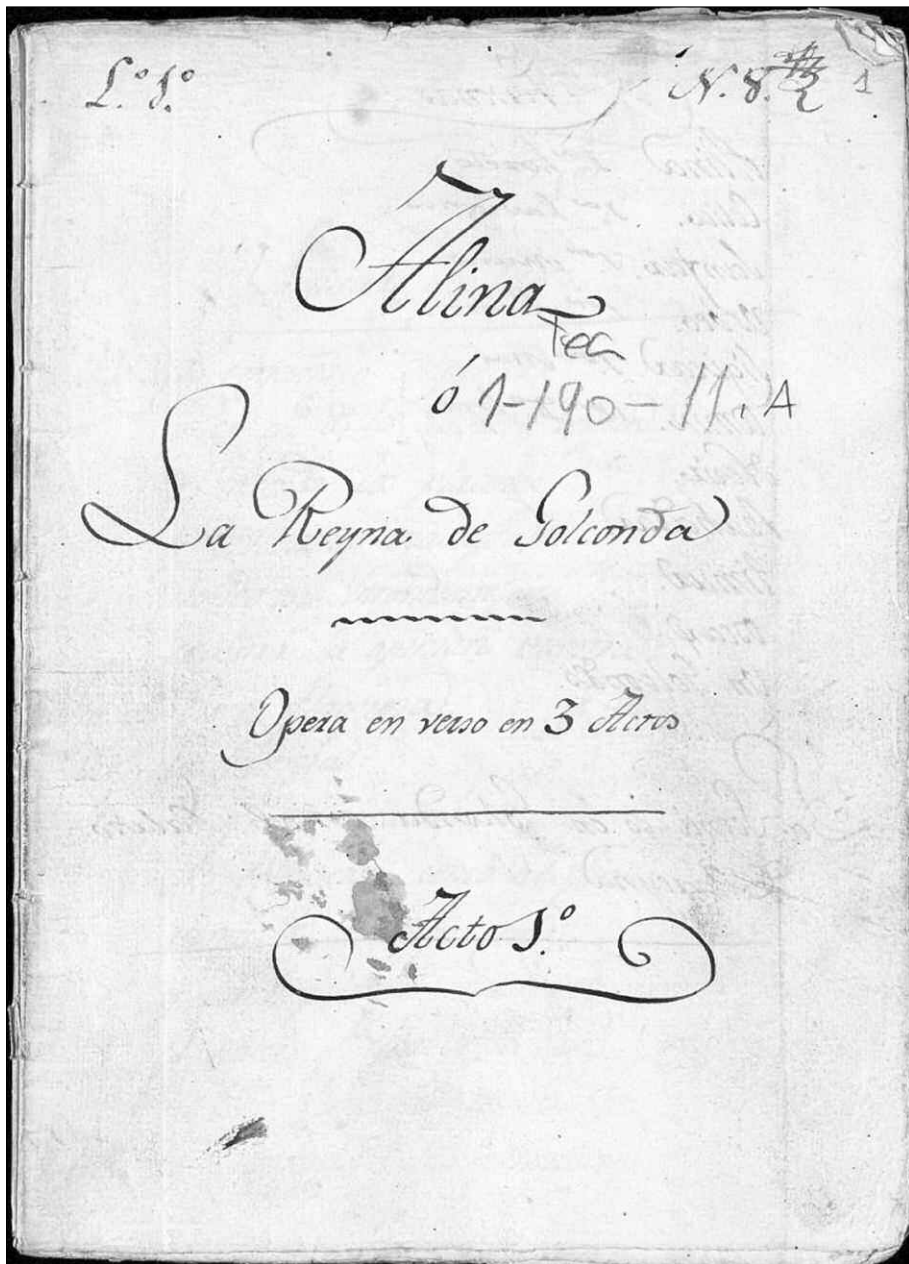 L.º 1.º
N. 8. 1
Alina
Tea
ó 1-190-11, A
La Reyna de Golconda
Opera en verso en 3 Actos
Acto 1.º